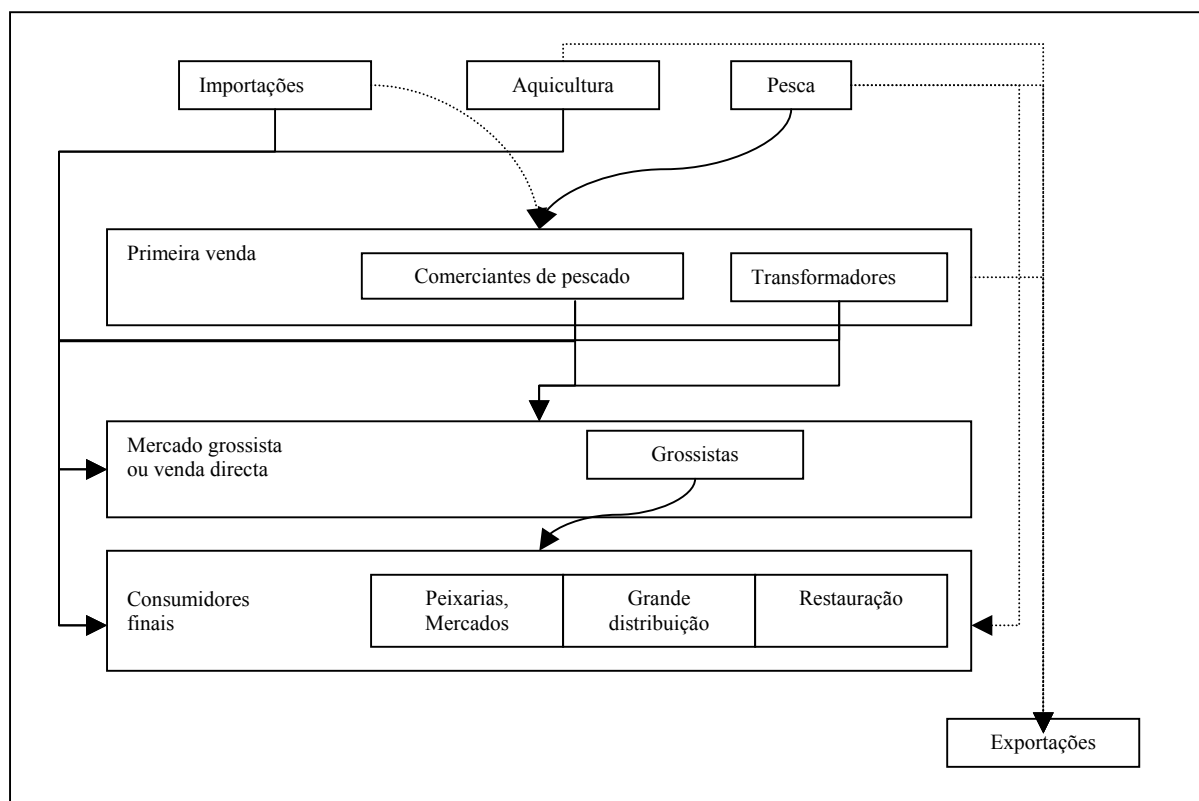 Importações
Aquicultura
Pesca
Primeira venda
Comerciantes de pescado
Transformadores
Mercado grossista
ou venda directa
Grossistas
Consumidores
finais
Peixarias,
Mercados
Grande
distribuição
Restauração
Exportações